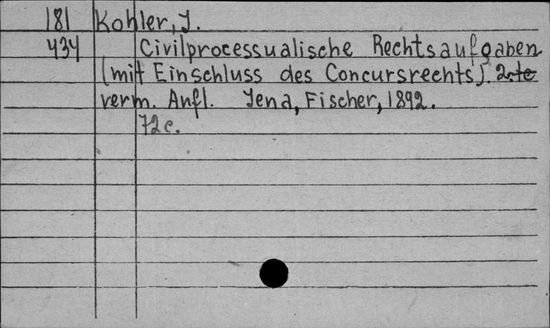 181 Kohler, J.
434 Civilprocessualische Rechtsaufgaben
(mit Einschluss des Concursrechts). 2-te
verm. Aufl. Jena, Fischer, 1892.
72c.